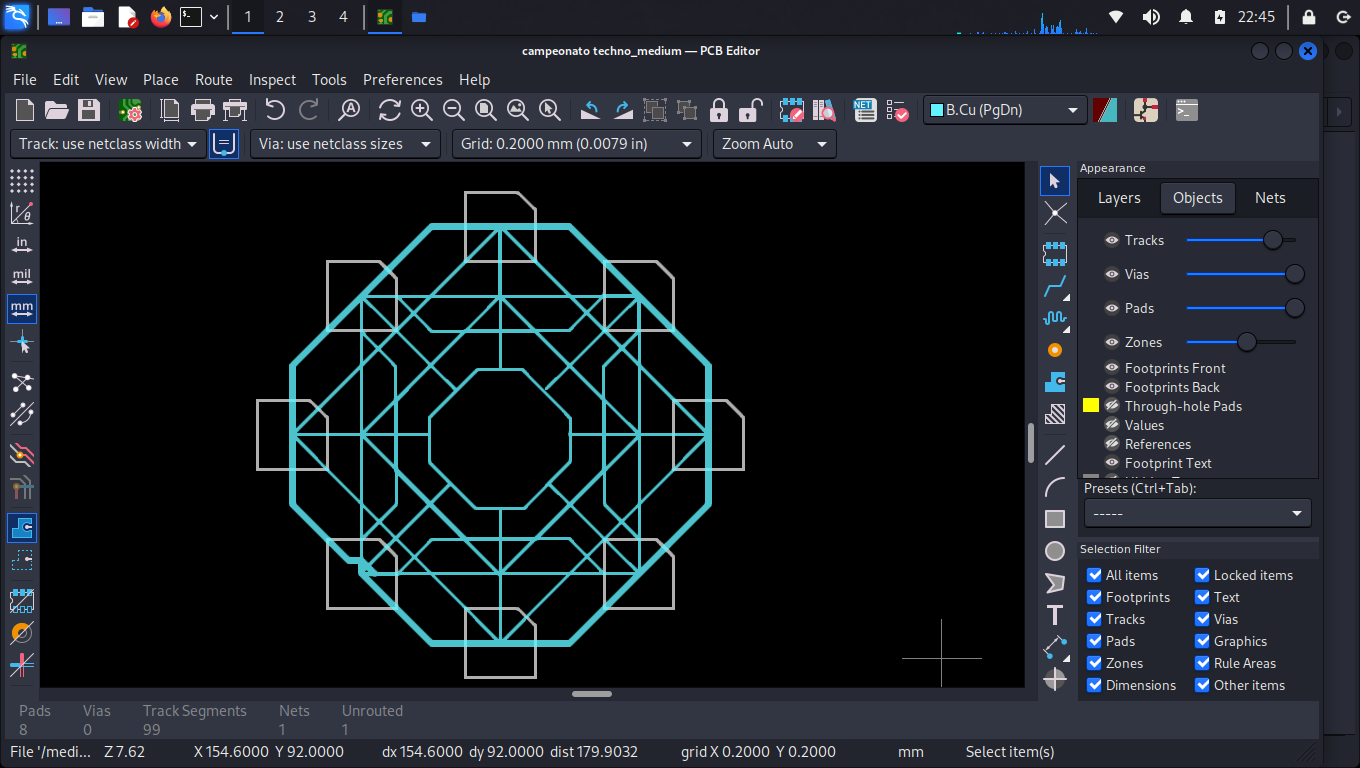 1 2 3 4 22:45
campeonato techno_medium — PCB Editor
File Edit View Place Route Inspect Tools Preferences Help
NET B.Cu (PgDn)
Track: use netclass width Via: use netclass sizes Grid: 0.2000 mm (0.0079 in) Zoom Auto
Appearance
Layers Objects Nets
r θ
in
mil
mm
Tracks
Vias
Pads
Zones
Footprints Front
Footprints Back
Through-hole Pads
Values
References
Footprint Text
Presets (Ctrl+Tab):
-----
Selection Filter
All items Locked items
Footprints Text
Tracks Vias
Pads Graphics
Zones Rule Areas
Dimensions Other items
T
Pads Vias Track Segments Nets Unrouted
8 0 99 1 1
File '/medi... Z 7.62 X 154.6000 Y 92.0000 dx 154.6000 dy 92.0000 dist 179.9032 grid X 0.2000 Y 0.2000 mm Select item(s)